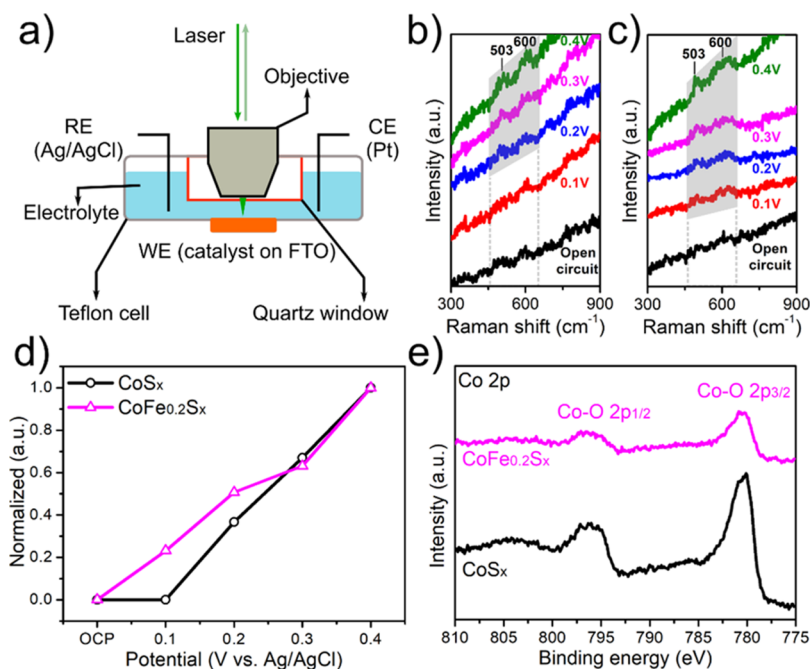 a)
Laser
Objective
RE
(Ag/AgCl)
CE
(Pt)
Electrolyte
WE (catalyst on FTO)
Teflon cell
Quartz window
b)
503
600
0.4V
0.3V
0.2V
0.1V
Open
circuit
300
600
900
Raman shift (cm⁻¹)
Intensity (a.u.)
c)
503
600
0.4V
0.3V
0.2V
0.1V
Open
circuit
300
600
900
Raman shift (cm⁻¹)
Intensity (a.u.)
d)
CoSx
CoFe0.2Sx
1.0
0.8
0.6
0.4
0.2
0.0
Normalized (a.u.)
OCP
0.1
0.2
0.3
0.4
Potential (V vs. Ag/AgCl)
e)
Co 2p
Co-O 2p1/2
Co-O 2p3/2
CoFe0.2Sx
CoSx
Intensity (a.u.)
810
805
800
795
790
785
780
775
Binding energy (eV)